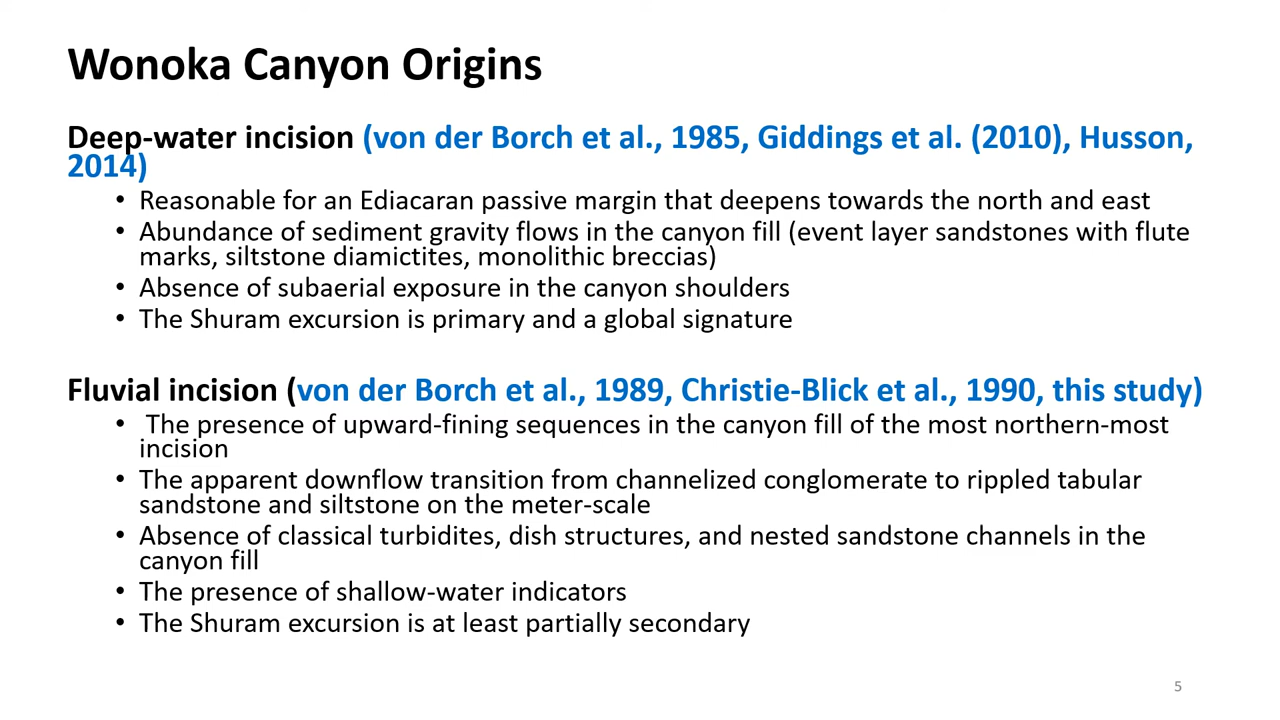 Wonoka Canyon Origins
Deep-water incision (von der Borch et al., 1985, Giddings et al. (2010), Husson,
2014)
• Reasonable for an Ediacaran passive margin that deepens towards the north and east
• Abundance of sediment gravity flows in the canyon fill (event layer sandstones with flute
marks, siltstone diamictites, monolithic breccias)
• Absence of subaerial exposure in the canyon shoulders
• The Shuram excursion is primary and a global signature
Fluvial incision (von der Borch et al., 1989, Christie-Blick et al., 1990, this study)
• The presence of upward-fining sequences in the canyon fill of the most northern-most
incision
• The apparent downflow transition from channelized conglomerate to rippled tabular
sandstone and siltstone on the meter-scale
• Absence of classical turbidites, dish structures, and nested sandstone channels in the
canyon fill
• The presence of shallow-water indicators
• The Shuram excursion is at least partially secondary
5